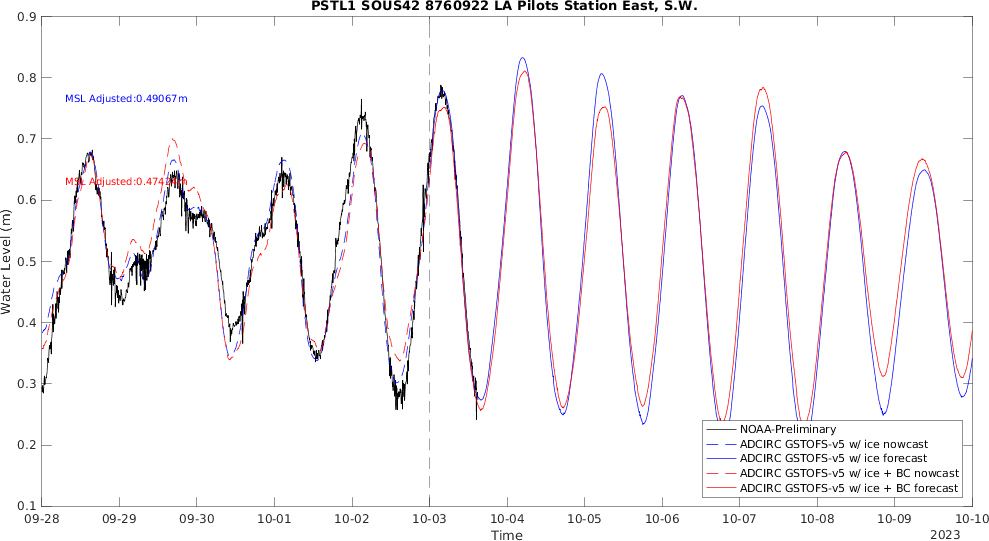 PSTL1 SOUS42 8760922 LA Pilots Station East, S.W.
0.9
0.8
0.7
0.6
0.5
0.4
0.3
0.2
0.1
Water Level (m)
MSL Adjusted:0.49067m
MSL
NOAA-Preliminary
ADCIRC GSTOFS-v5 w/ ice nowcast
ADCIRC GSTOFS-v5 w/ ice forecast
ADCIRC GSTOFS-v5 w/ ice + BC nowcast
ADCIRC GSTOFS-v5 w/ ice + BC forecast
09-28 09-29 09-30 10-01 10-02 10-03 10-04 10-05 10-06 10-07 10-08 10-09 10-10
Time
2023